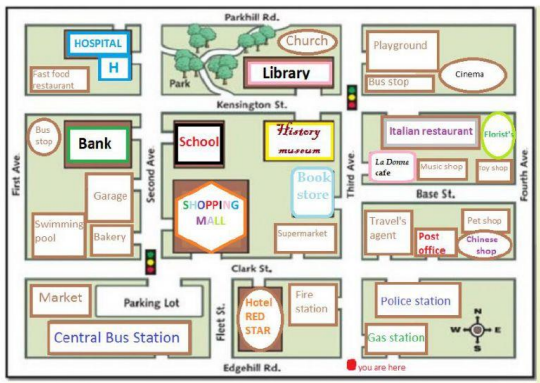 Parkhill Rd.
HOSPITAL
H
Fast food
restaurant
Park
Church
Library
Playground
Bus stop
Cinema
Kensington St.
Bus
stop
Bank
Garage
Swimming
pool
Bakery
First Ave.
Second Ave.
School
History
museum
SHOPPING
MALL
Book
store
Supermarket
Third Ave.
Italian restaurant
Florist's
La Donne
cafe
Music shop
Toy shop
Fourth Ave.
Base St.
Travel's
agent
Post
office
Pet shop
Chinese
shop
Clark St.
Market
Parking Lot
Central Bus Station
Fleet St.
Hotel
RED
STAR
Fire
station
Police station
Gas station
N
W
E
S
Edgehill Rd.
you are here